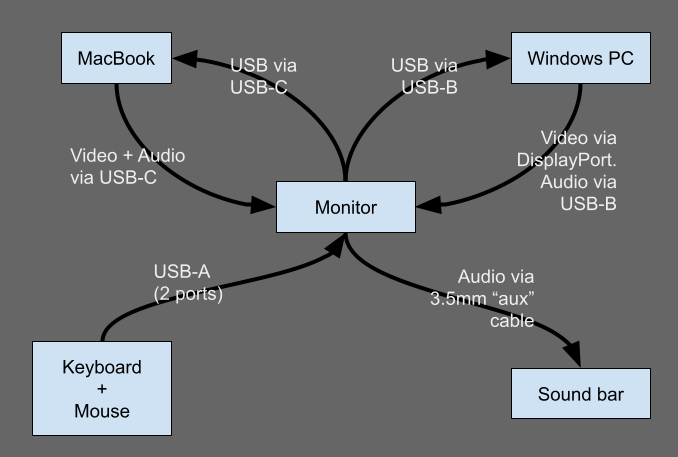 MacBook
USB via
USB-C
USB via
USB-B
Windows PC
Video + Audio
via USB-C
Video via
DisplayPort.
Audio via
USB-B
Monitor
USB-A
(2 ports)
Audio via
3.5mm “aux”
cable
Keyboard
+
Mouse
Sound bar